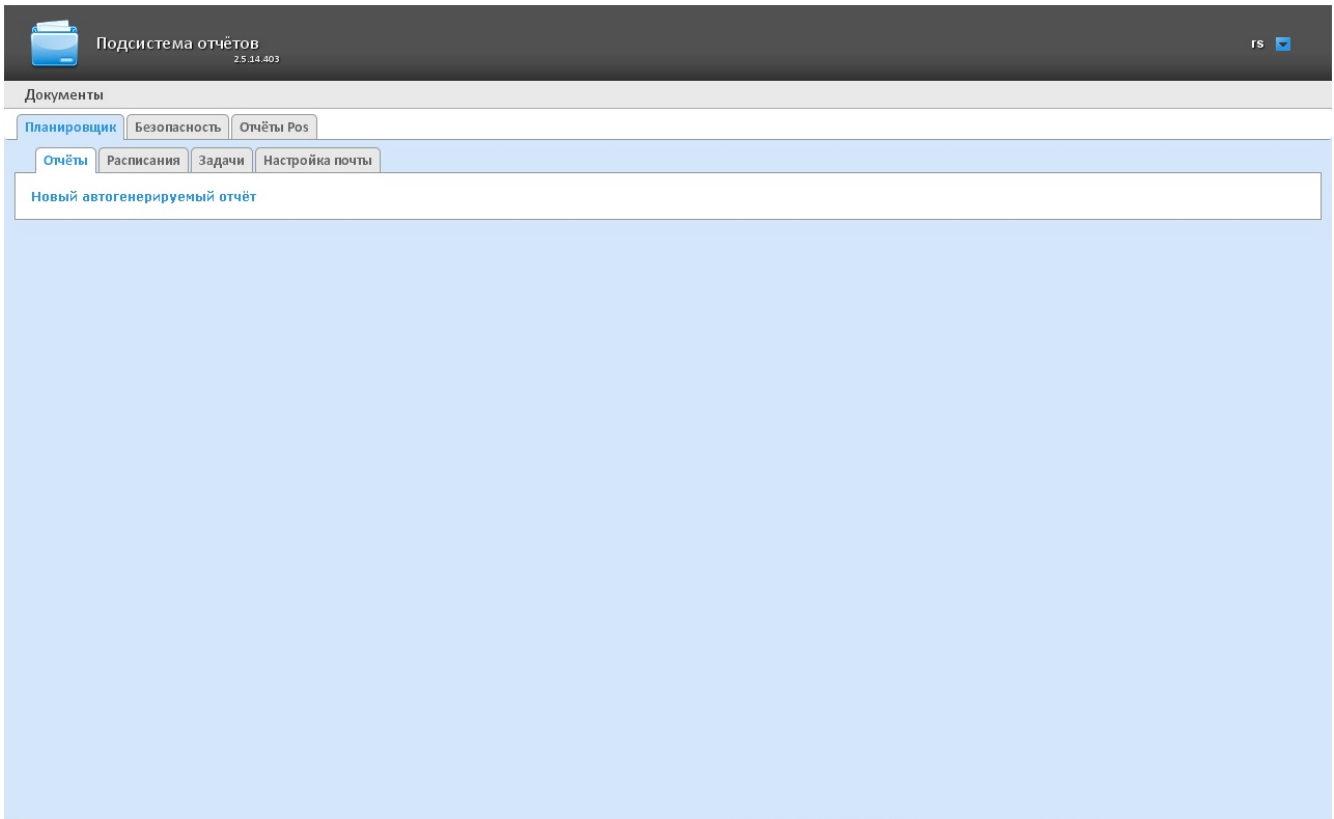 Подсистема отчётов
2.5.14.403
rs
Документы
Планировщик Безопасность Отчёты Pos
Отчёты Расписания Задачи Настройка почты
Новый автогенерируемый отчёт